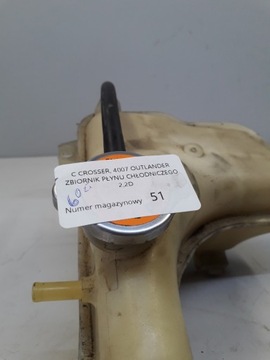 C CROSSER, 4007 OUTLANDER
ZBIORNIK PŁYNU CHŁODNICZEGO
2.2D
Numer magazynowy 51